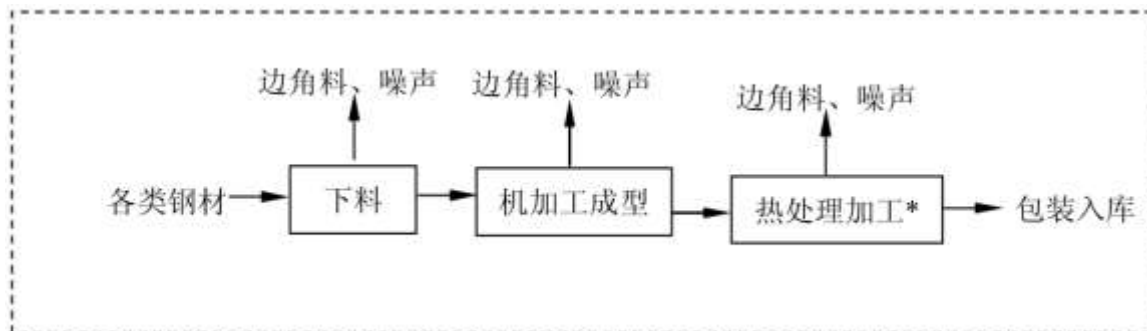 边角料、噪声
边角料、噪声
边角料、噪声
各类钢材
下料
机加工成型
热处理加工*
包装入库